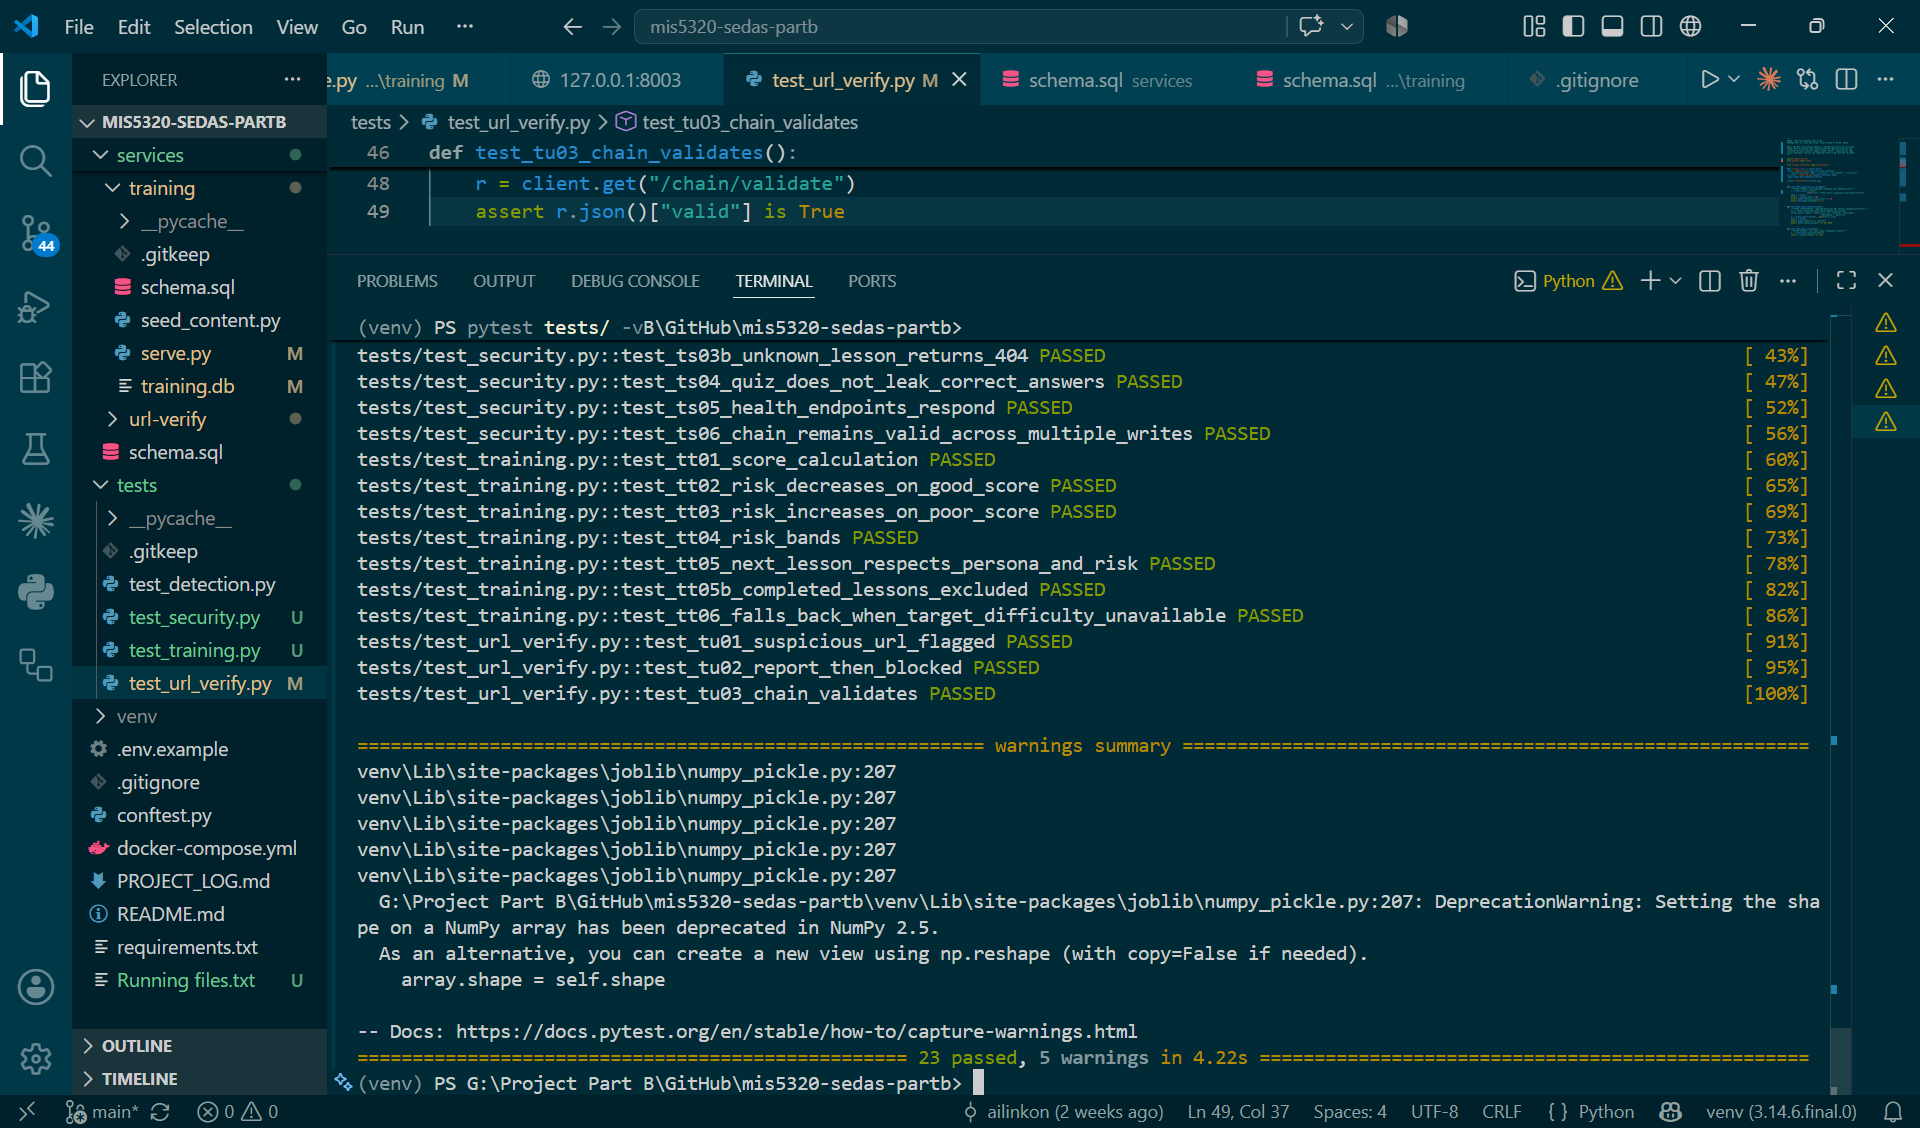 File Edit Selection View Go Run ···
mis5320-sedas-partb
EXPLORER ···
e.py ...\training M
127.0.0.1:8003
test_url_verify.py M
schema.sql services
schema.sql ...\training
.gitignore
MIS5320-SEDAS-PARTB
services
training
__pycache__
.gitkeep
schema.sql
seed_content.py
serve.py M
training.db M
url-verify
schema.sql
tests
__pycache__
.gitkeep
test_detection.py
test_security.py U
test_training.py U
test_url_verify.py M
venv
.env.example
.gitignore
conftest.py
docker-compose.yml
PROJECT_LOG.md
README.md
requirements.txt
Running files.txt U
OUTLINE
TIMELINE
44
tests > test_url_verify.py > test_tu03_chain_validates
46 def test_tu03_chain_validates():
48 r = client.get("/chain/validate")
49 assert r.json()["valid"] is True
PROBLEMS OUTPUT DEBUG CONSOLE TERMINAL PORTS
Python
(venv) PS pytest tests/ -vB\GitHub\mis5320-sedas-partb>
tests/test_security.py::test_ts03b_unknown_lesson_returns_404 PASSED [ 43%]
tests/test_security.py::test_ts04_quiz_does_not_leak_correct_answers PASSED [ 47%]
tests/test_security.py::test_ts05_health_endpoints_respond PASSED [ 52%]
tests/test_security.py::test_ts06_chain_remains_valid_across_multiple_writes PASSED [ 56%]
tests/test_training.py::test_tt01_score_calculation PASSED [ 60%]
tests/test_training.py::test_tt02_risk_decreases_on_good_score PASSED [ 65%]
tests/test_training.py::test_tt03_risk_increases_on_poor_score PASSED [ 69%]
tests/test_training.py::test_tt04_risk_bands PASSED [ 73%]
tests/test_training.py::test_tt05_next_lesson_respects_persona_and_risk PASSED [ 78%]
tests/test_training.py::test_tt05b_completed_lessons_excluded PASSED [ 82%]
tests/test_training.py::test_tt06_falls_back_when_target_difficulty_unavailable PASSED [ 86%]
tests/test_url_verify.py::test_tu01_suspicious_url_flagged PASSED [ 91%]
tests/test_url_verify.py::test_tu02_report_then_blocked PASSED [ 95%]
tests/test_url_verify.py::test_tu03_chain_validates PASSED [100%]
========================================================= warnings summary =========================================================
venv\Lib\site-packages\joblib\numpy_pickle.py:207
venv\Lib\site-packages\joblib\numpy_pickle.py:207
venv\Lib\site-packages\joblib\numpy_pickle.py:207
venv\Lib\site-packages\joblib\numpy_pickle.py:207
venv\Lib\site-packages\joblib\numpy_pickle.py:207
G:\Project Part B\GitHub\mis5320-sedas-partb\venv\Lib\site-packages\joblib\numpy_pickle.py:207: DeprecationWarning: Setting the sha
pe on a NumPy array has been deprecated in NumPy 2.5.
As an alternative, you can create a new view using np.reshape (with copy=False if needed).
array.shape = self.shape
-- Docs: https://docs.pytest.org/en/stable/how-to/capture-warnings.html
================================================== 23 passed, 5 warnings in 4.22s ==================================================
(venv) PS G:\Project Part B\GitHub\mis5320-sedas-partb>
main* 0 0 ailinkon (2 weeks ago) Ln 49, Col 37 Spaces: 4 UTF-8 CRLF { } Python venv (3.14.6.final.0)